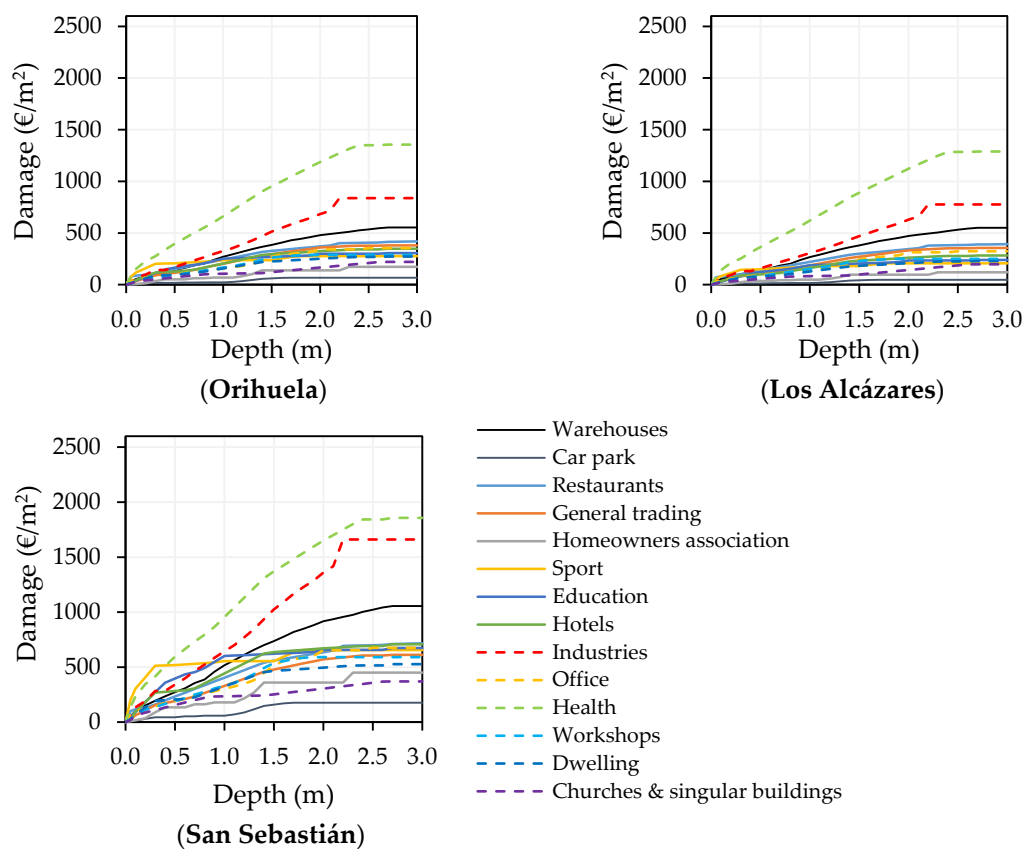 Damage (€/m²)
2500
2000
1500
1000
500
0
0.0 0.5 1.0 1.5 2.0 2.5 3.0
Depth (m)
(Orihuela)
Damage (€/m²)
2500
2000
1500
1000
500
0
0.0 0.5 1.0 1.5 2.0 2.5 3.0
Depth (m)
(Los Alcázares)
Damage (€/m²)
2500
2000
1500
1000
500
0
0.0 0.5 1.0 1.5 2.0 2.5 3.0
Depth (m)
(San Sebastián)
Warehouses
Car park
Restaurants
General trading
Homeowners association
Sport
Education
Hotels
Industries
Office
Health
Workshops
Dwelling
Churches & singular buildings